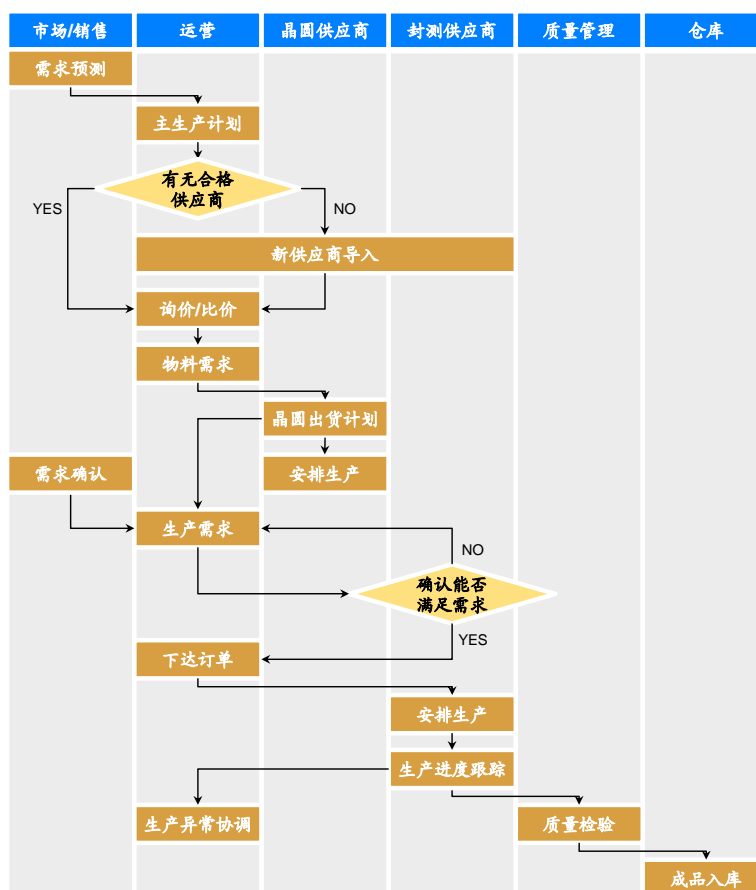 市场/销售
运营
晶圆供应商
封测供应商
质量管理
仓库
需求预测
主生产计划
有无合格
供应商
YES
NO
新供应商导入
询价/比价
物料需求
晶圆出货计划
需求确认
安排生产
生产需求
NO
确认能否
满足需求
YES
下达订单
安排生产
生产进度跟踪
生产异常协调
质量检验
成品入库